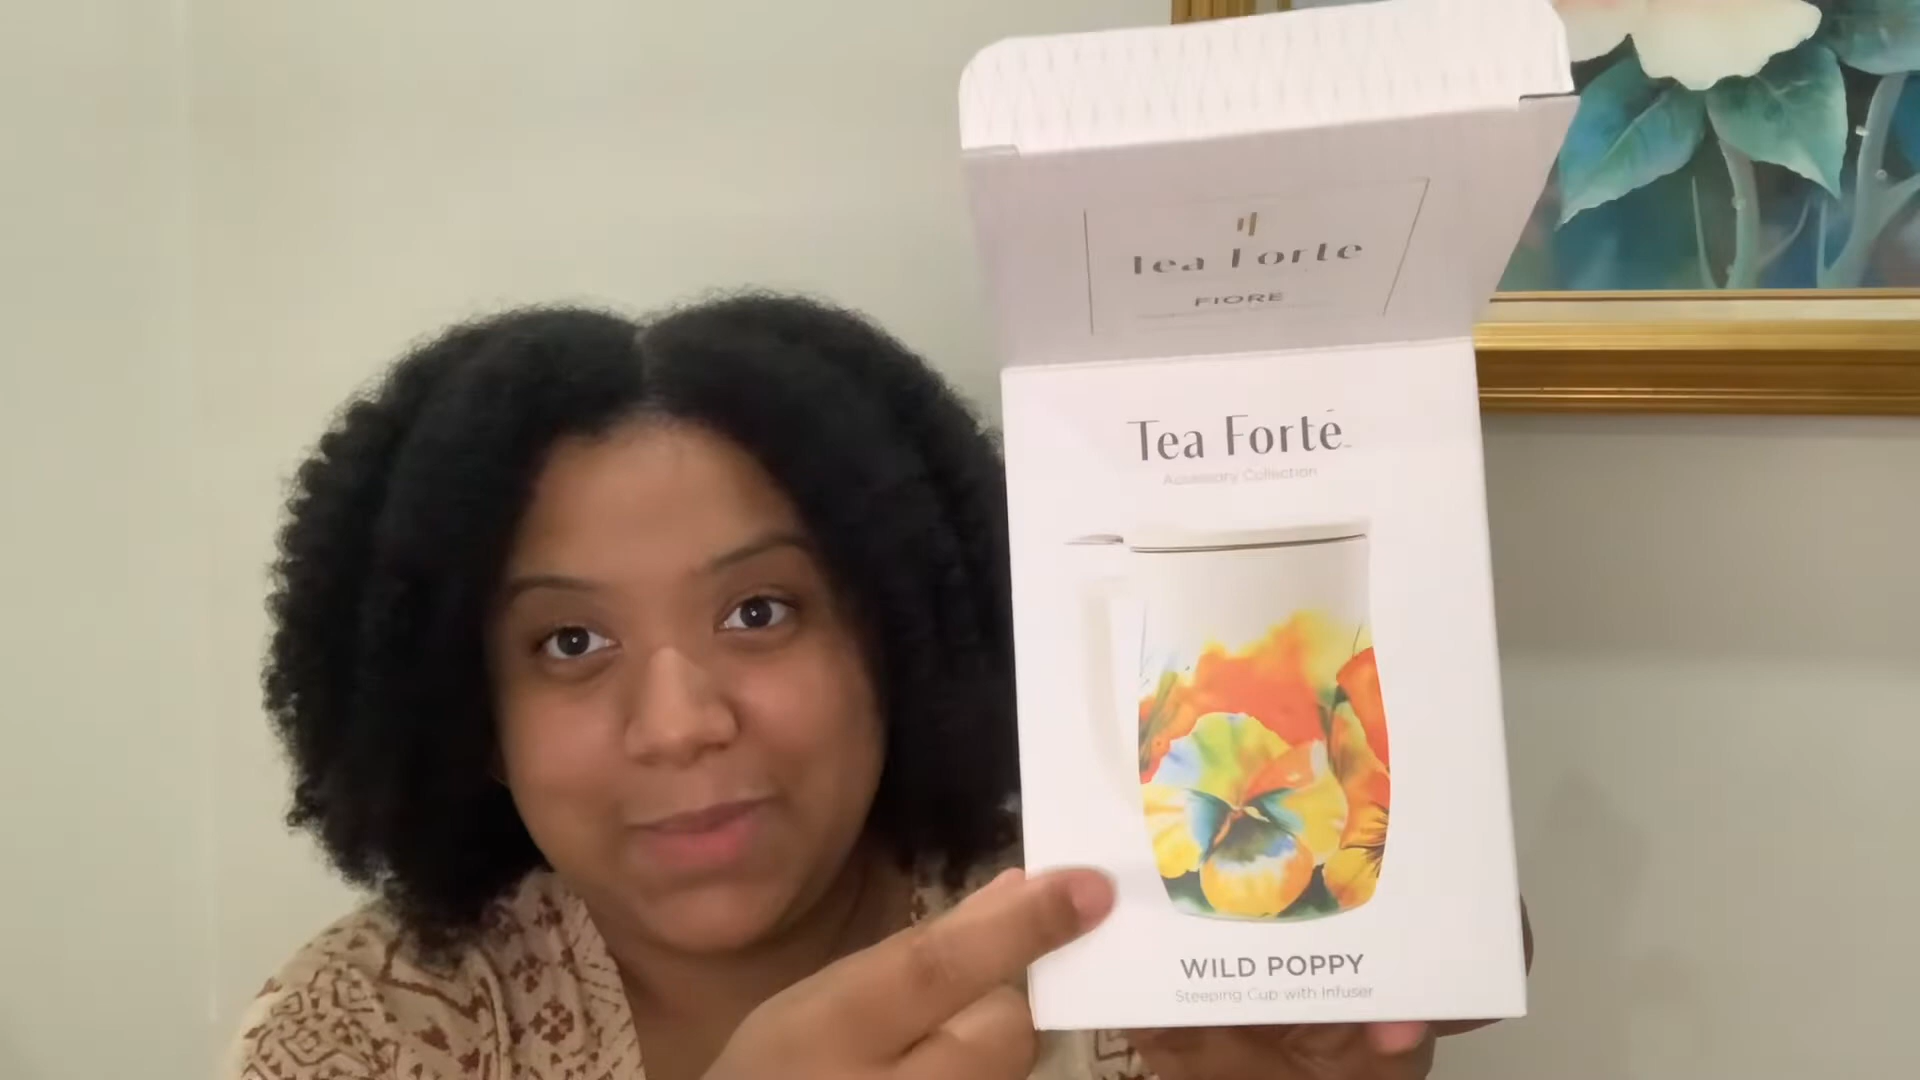 Tea Forte
FIORE
Tea Forté
Accessory Collection
WILD POPPY
Steeping Cup with Infuser